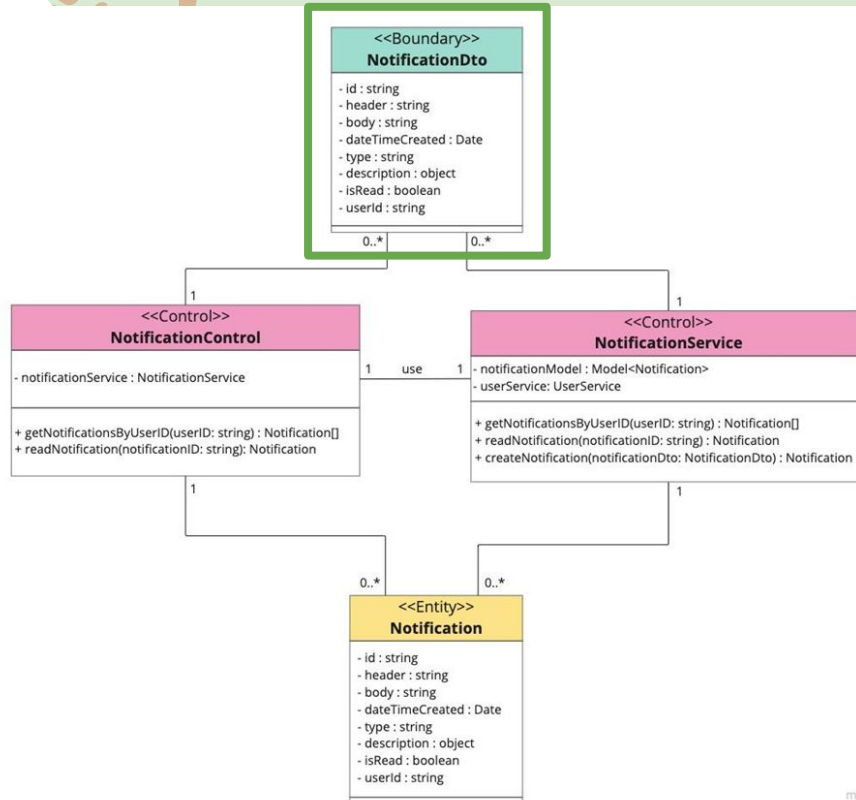 <<Boundary>>
NotificationDto
- id : string
- header : string
- body : string
- dateTimeCreated : Date
- type : string
- description : object
- isRead : boolean
- userId : string
0..*
0..*
1
1
<<Control>>
NotificationControl
- notificationService : NotificationService
+ getNotificationsByUserID(userID: string) : Notification[]
+ readNotification(notificationID: string): Notification
1 use 1
<<Control>>
NotificationService
- notificationModel : Model<Notification>
- userService: UserService
+ getNotificationsByUserID(userID: string) : Notification[]
+ readNotification(notificationID: string) : Notification
+ createNotification(notificationDto: NotificationDto) : Notification
1
1
0..*
0..*
<<Entity>>
Notification
- id : string
- header : string
- body : string
- dateTimeCreated : Date
- type : string
- description : object
- isRead : boolean
- userId : string